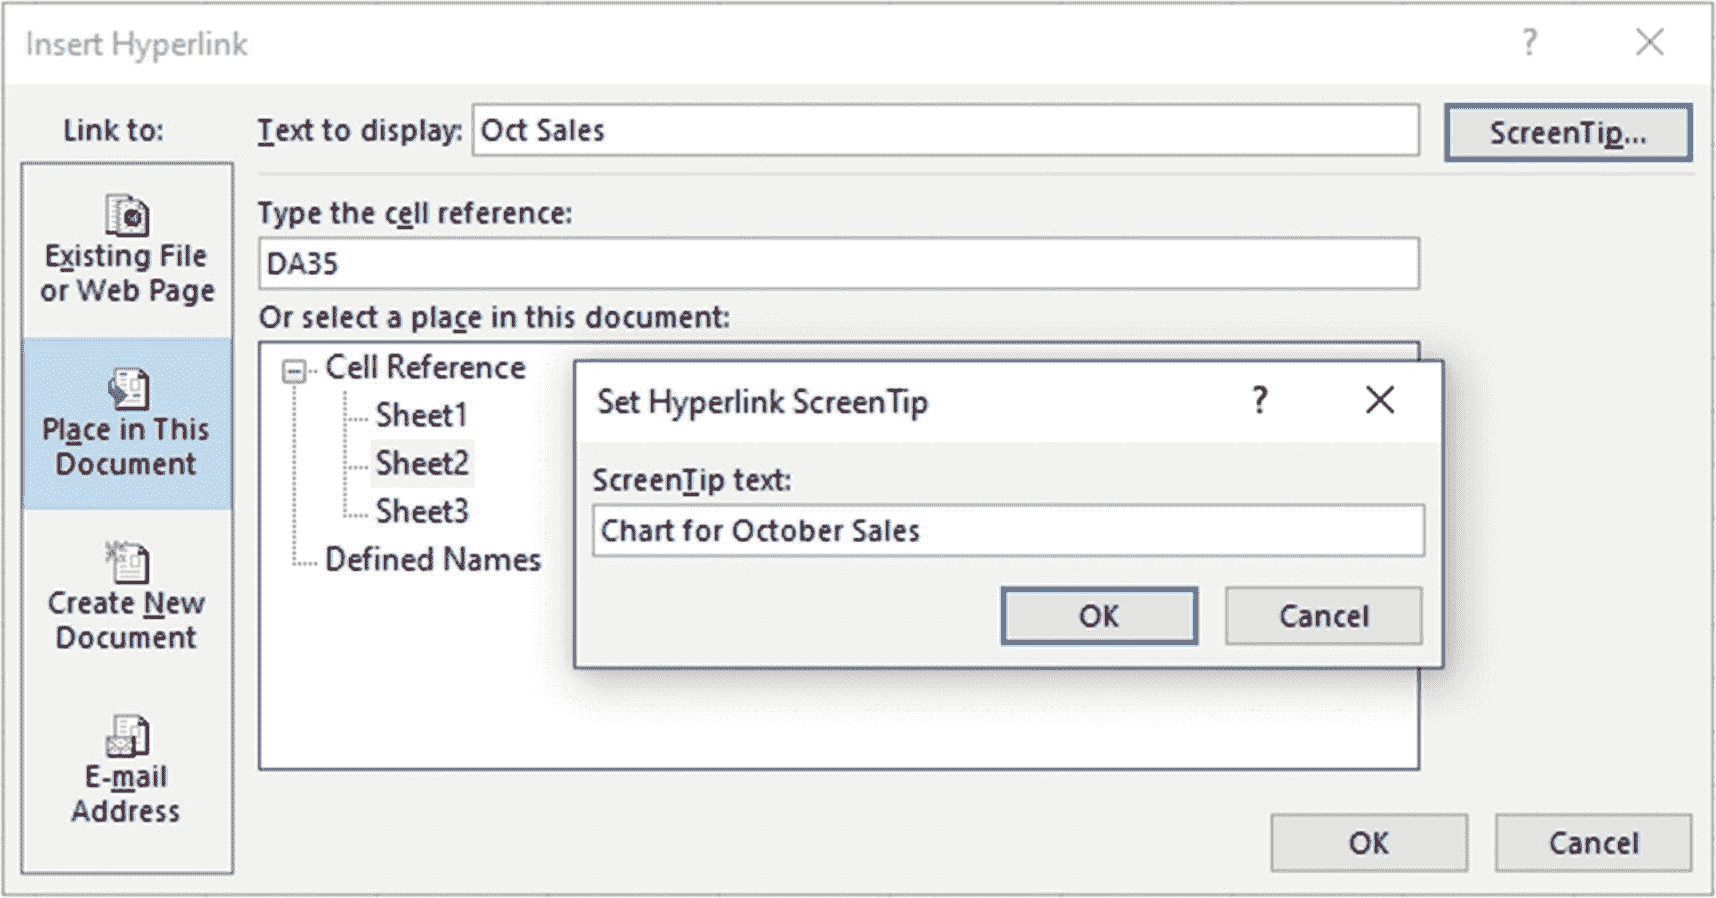 Insert Hyperlink
Link to:
Text to display: Oct Sales
ScreenTip...
Existing File
or Web Page
Place in This
Document
Create New
Document
E-mail
Address
Type the cell reference:
DA35
Or select a place in this document:
Cell Reference
Sheet1
Sheet2
Sheet3
Defined Names
Set Hyperlink ScreenTip
ScreenTip text:
Chart for October Sales
OK Cancel
OK Cancel